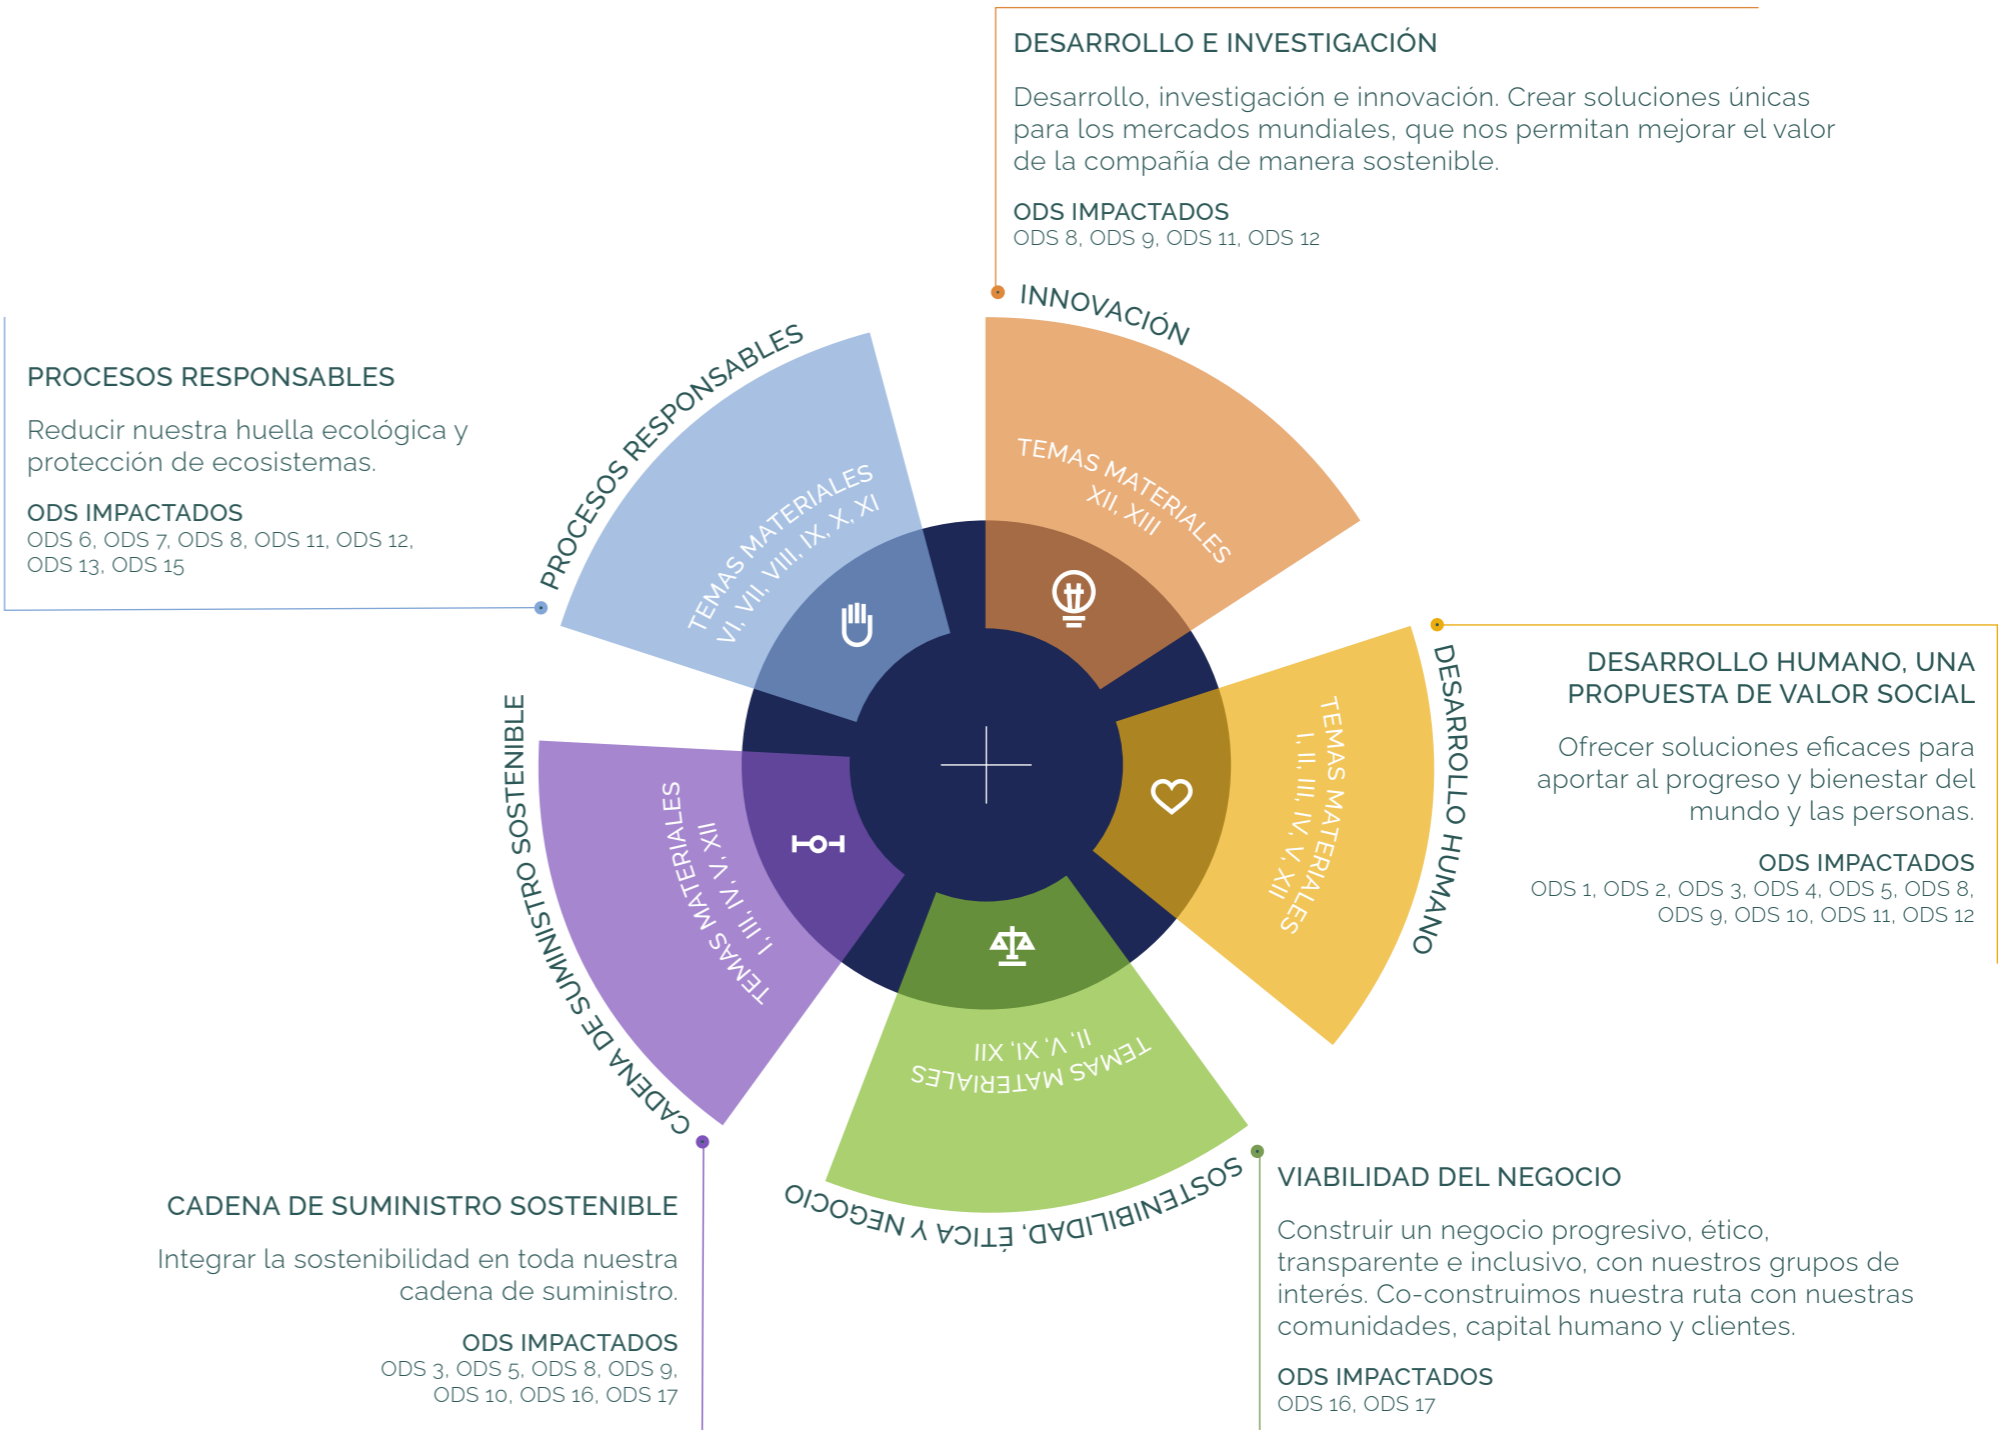 DESARROLLO E INVESTIGACIÓN
Desarrollo, investigación e innovación. Crear soluciones únicas
para los mercados mundiales, que nos permitan mejorar el valor
de la compañía de manera sostenible.
ODS IMPACTADOS
ODS 8, ODS 9, ODS 11, ODS 12
INNOVACIÓN
TEMAS MATERIALES
XII, XIII
PROCESOS RESPONSABLES
Reducir nuestra huella ecológica y
protección de ecosistemas.
ODS IMPACTADOS
ODS 6, ODS 7, ODS 8, ODS 11, ODS 12,
ODS 13, ODS 15
PROCESOS RESPONSABLES
TEMAS MATERIALES
VI, VII, VIII, IX, X, XI
DESARROLLO HUMANO, UNA
PROPUESTA DE VALOR SOCIAL
Ofrecer soluciones eficaces para
aportar al progreso y bienestar del
mundo y las personas.
ODS IMPACTADOS
ODS 1, ODS 2, ODS 3, ODS 4, ODS 5, ODS 8,
ODS 9, ODS 10, ODS 11, ODS 12
DESARROLLO HUMANO
TEMAS MATERIALES
I, II, III, IV, V, XII
CADENA DE SUMINISTRO SOSTENIBLE
TEMAS MATERIALES
I, III, IV, V, XII
CADENA DE SUMINISTRO SOSTENIBLE
Integrar la sostenibilidad en toda nuestra
cadena de suministro.
ODS IMPACTADOS
ODS 3, ODS 5, ODS 8, ODS 9,
ODS 10, ODS 16, ODS 17
SOSTENIBILIDAD, ÉTICA Y NEGOCIO
TEMAS MATERIALES
II, V, XI, XII
VIABILIDAD DEL NEGOCIO
Construir un negocio progresivo, ético,
transparente e inclusivo, con nuestros grupos de
interés. Co-construimos nuestra ruta con nuestras
comunidades, capital humano y clientes.
ODS IMPACTADOS
ODS 16, ODS 17